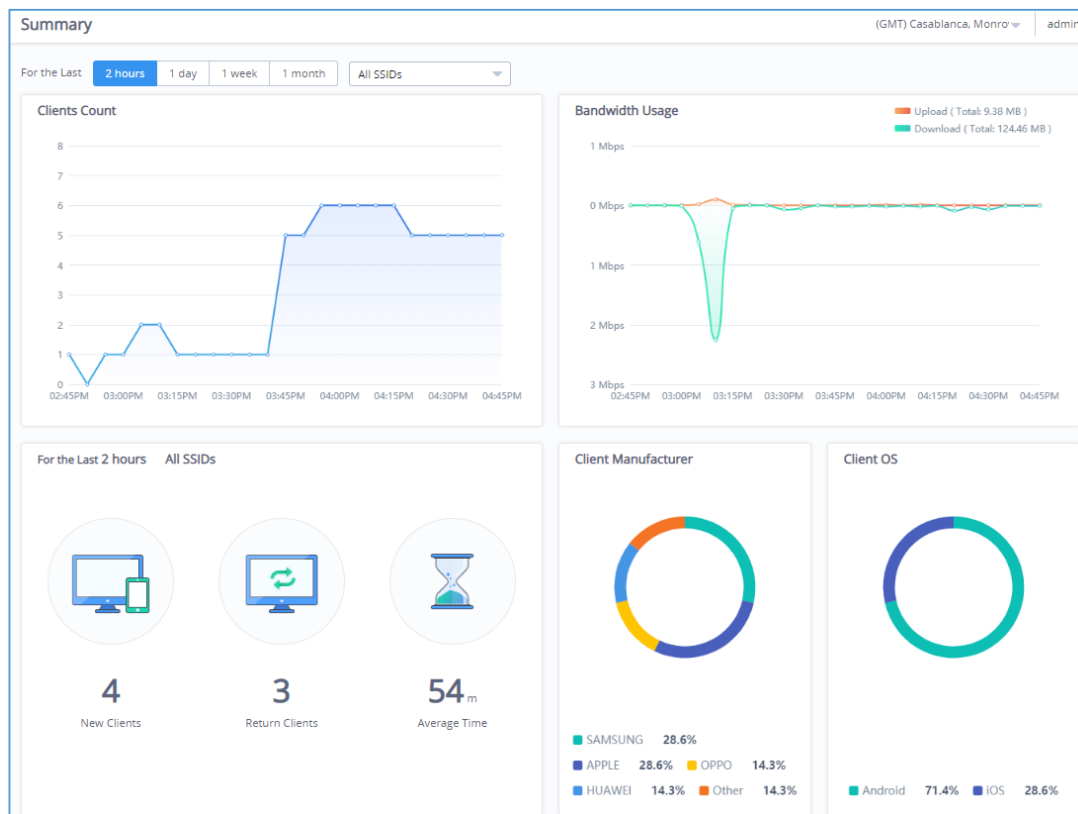 Summary
(GMT) Casablanca, Monro
admin
For the Last
2 hours
1 day
1 week
1 month
All SSIDs
Clients Count
8
7
6
5
4
3
2
1
0
02:45PM 03:00PM 03:15PM 03:30PM 03:45PM 04:00PM 04:15PM 04:30PM 04:45PM
Bandwidth Usage
Upload ( Total: 9.38 MB )
Download ( Total: 124.46 MB )
1 Mbps
0 Mbps
1 Mbps
2 Mbps
3 Mbps
02:45PM 03:00PM 03:15PM 03:30PM 03:45PM 04:00PM 04:15PM 04:30PM 04:45PM
For the Last 2 hours All SSIDs
4
New Clients
3
Return Clients
54 m
Average Time
Client Manufacturer
SAMSUNG 28.6%
APPLE 28.6% OPPO 14.3%
HUAWEI 14.3% Other 14.3%
Client OS
Android 71.4% iOS 28.6%